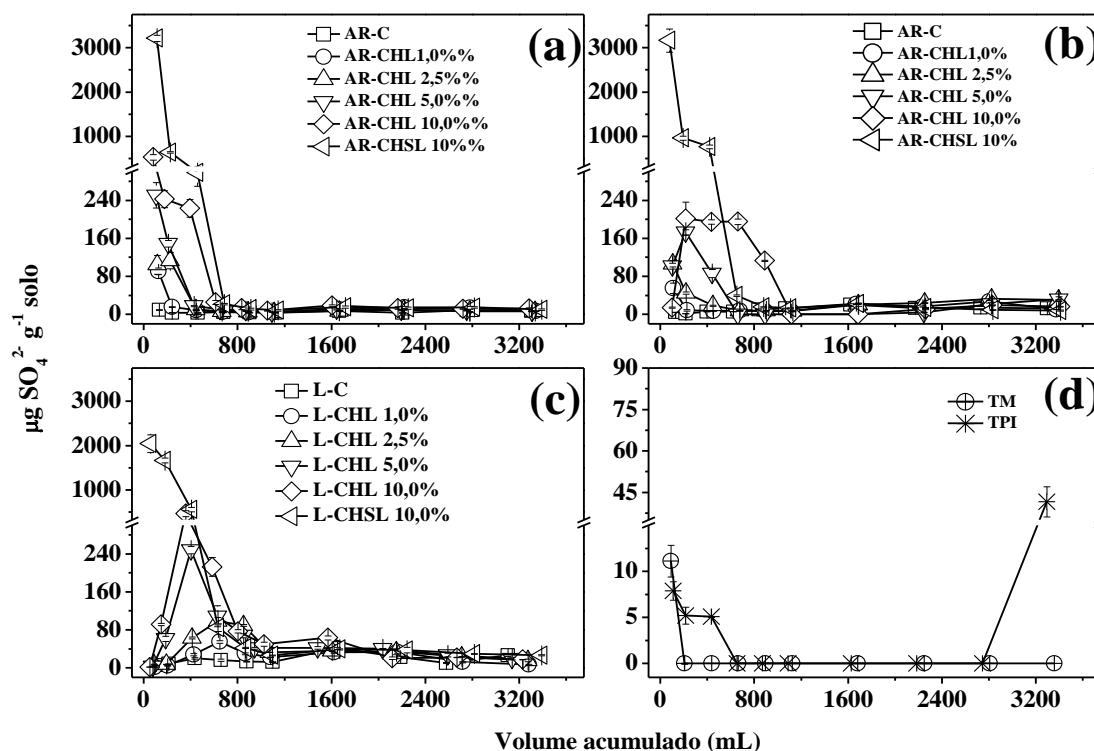 (a)
AR-C
AR-CHL1,0%%
AR-CHL 2,5%%
AR-CHL 5,0%%
AR-CHL 10,0%%
AR-CHSL 10%%
3000
2000
1000
240
160
80
0
0 800 1600 2400 3200
(b)
AR-C
AR-CHL1,0%
AR-CHL 2,5%
AR-CHL 5,0%
AR-CHL 10,0%
AR-CHSL 10%
3000
2000
1000
240
160
80
0
0 800 1600 2400 3200
(c)
L-C
L-CHL 1,0%
L-CHL 2,5%
L-CHL 5,0%
L-CHL 10,0%
L-CHSL 10,0%
3000
2000
1000
240
160
80
0
0 800 1600 2400 3200
(d)
TM
TPI
90
75
60
45
10
5
0
0 800 1600 2400 3200
µg SO₄²⁻ g⁻¹ solo
Volume acumulado (mL)